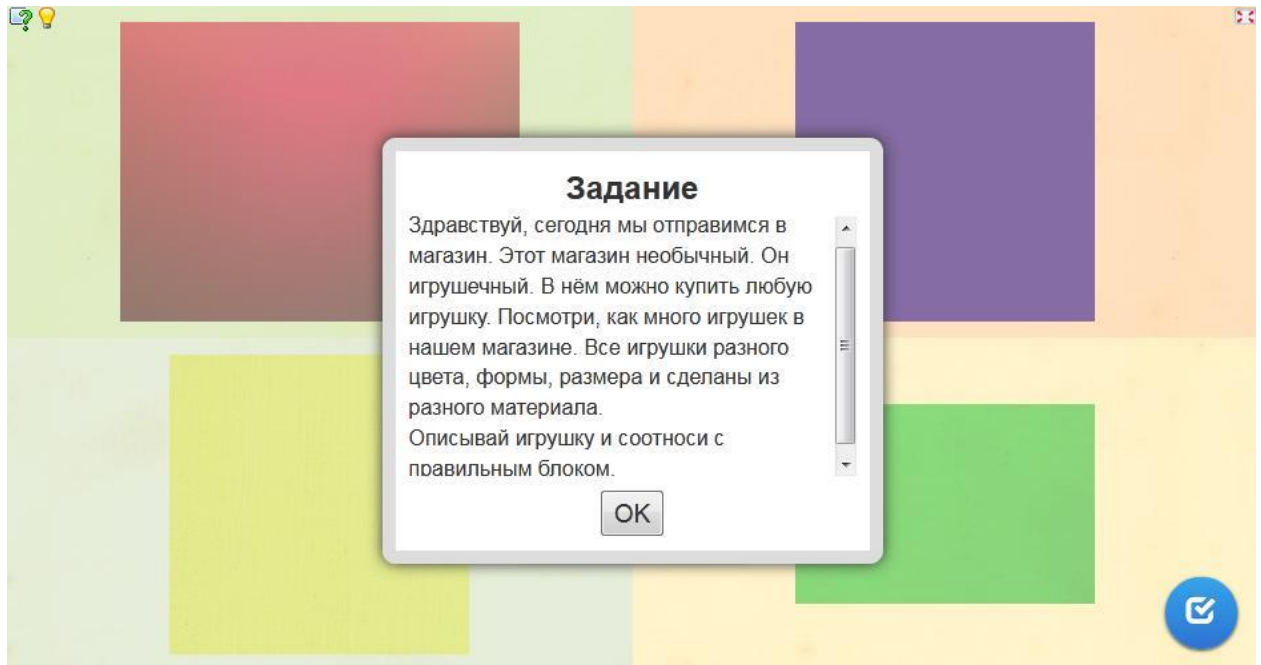 Задание
Здравствуй, сегодня мы отправимся в
магазин. Этот магазин необычный. Он
игрушечный. В нём можно купить любую
игрушку. Посмотри, как много игрушек в
нашем магазине. Все игрушки разного
цвета, формы, размера и сделаны из
разного материала.
Описывай игрушку и соотноси с
правильным блоком.
OK